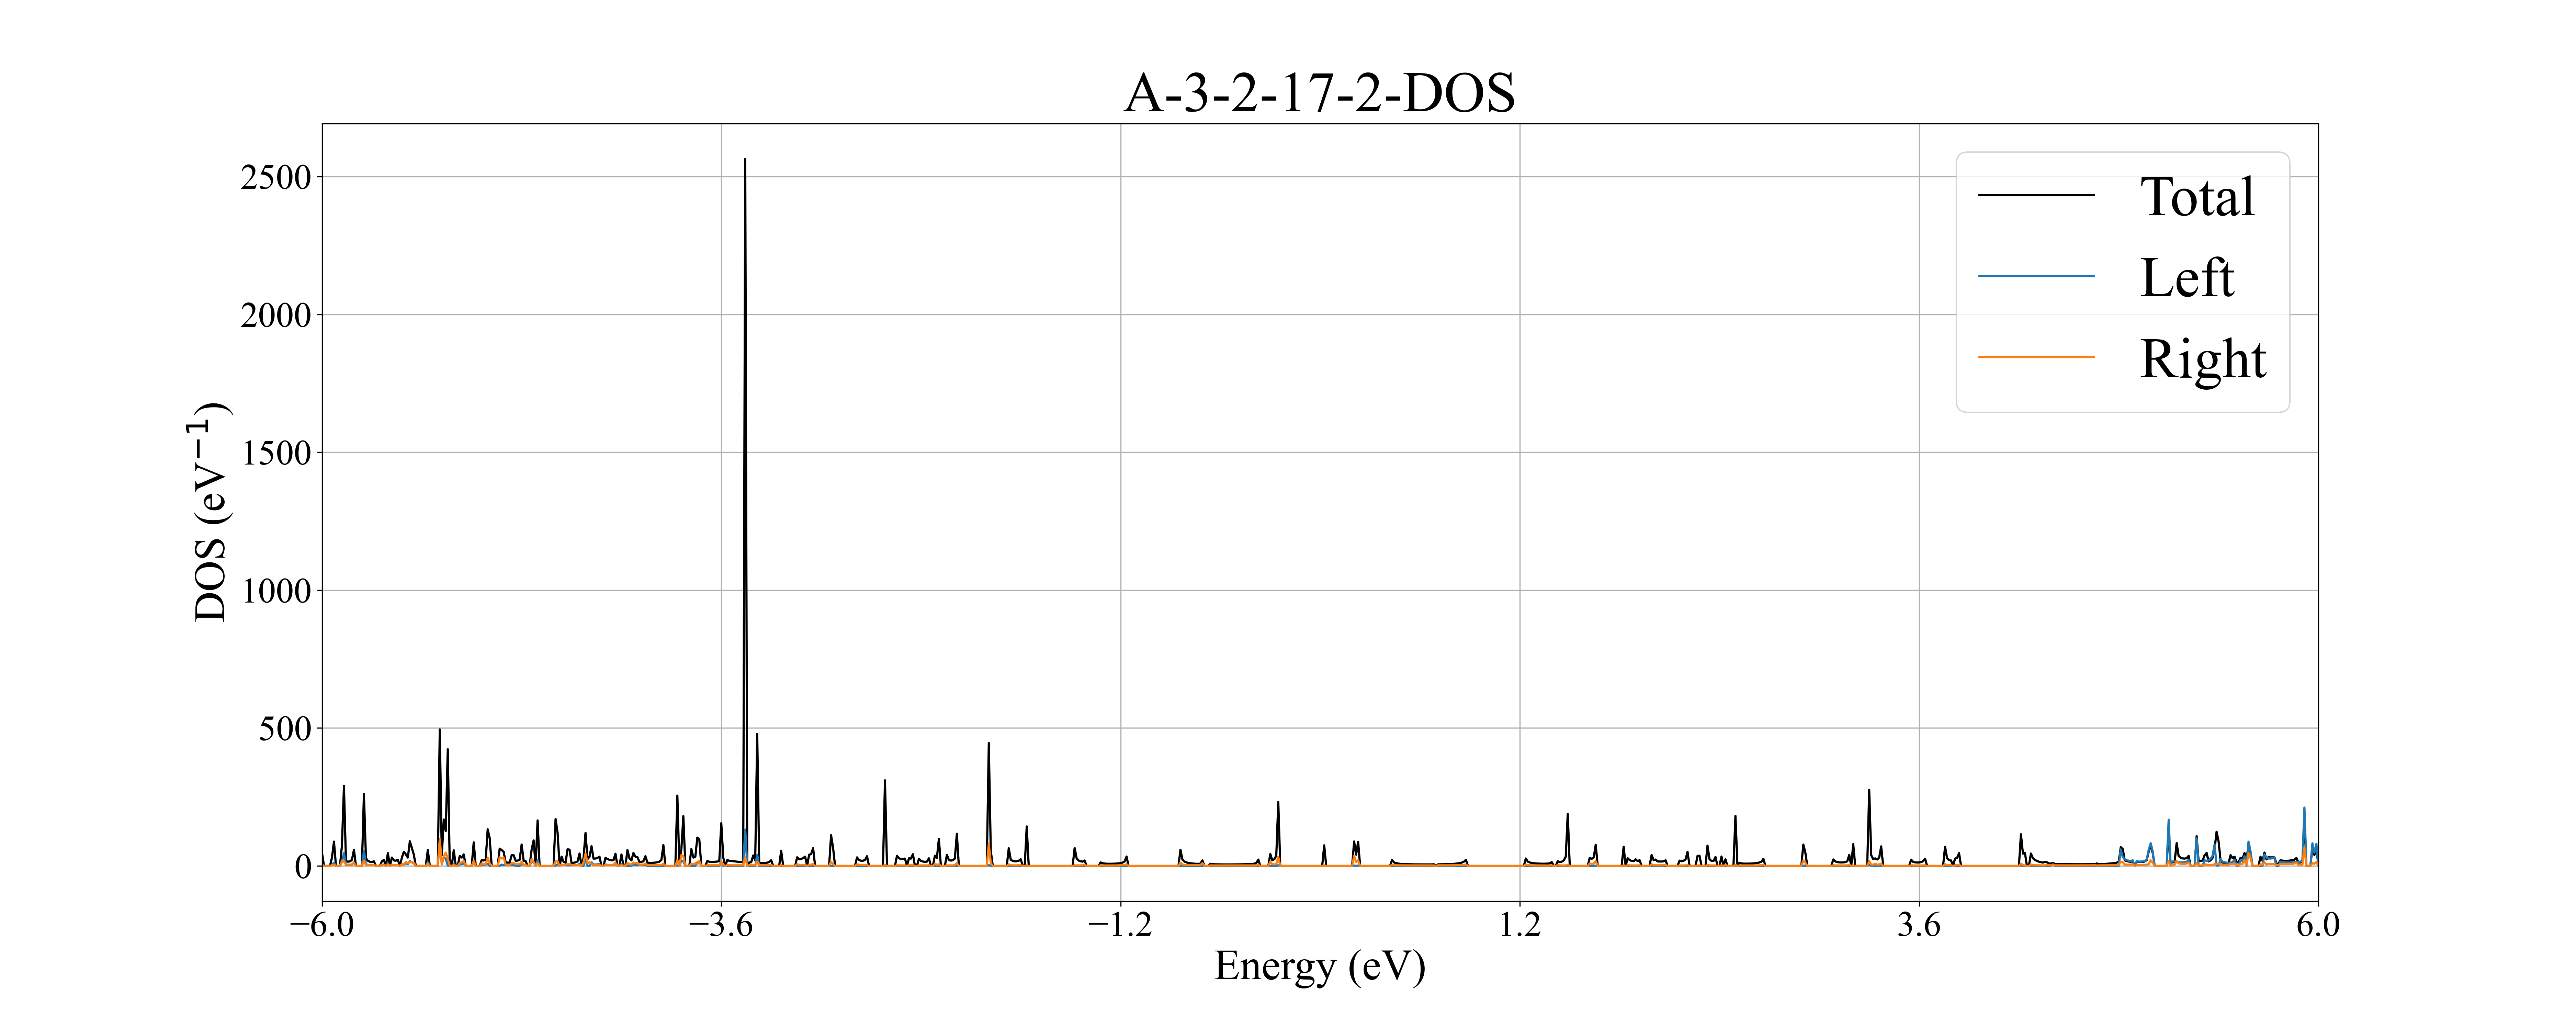 A-3-2-17-2-DOS
DOS (eV⁻¹)
2500
2000
1500
1000
500
0
Total
Left
Right
−6.0
−3.6
−1.2
1.2
3.6
6.0
Energy (eV)